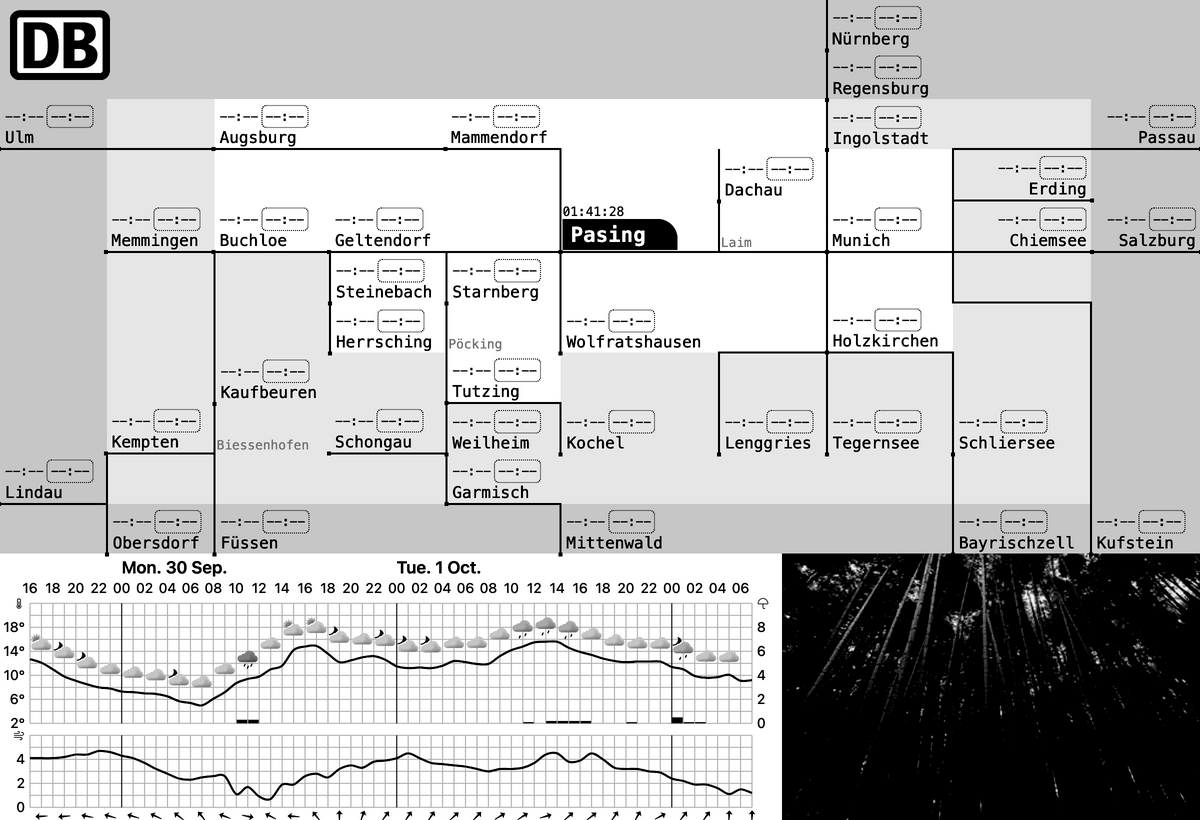 DB
--:-- --:--
Nürnberg
--:-- --:--
Regensburg
--:-- --:--
Ulm
--:-- --:--
Augsburg
--:-- --:--
Mammendorf
--:-- --:--
Ingolstadt
--:-- --:--
Passau
--:-- --:--
Dachau
--:-- --:--
Erding
--:-- --:--
Memmingen
--:-- --:--
Buchloe
--:-- --:--
Geltendorf
01:41:28
Pasing
Laim
--:-- --:--
Munich
--:-- --:--
Chiemsee
--:-- --:--
Salzburg
--:-- --:--
Steinebach
--:-- --:--
Starnberg
--:-- --:--
Herrsching
Pöcking
--:-- --:--
Wolfratshausen
--:-- --:--
Holzkirchen
--:-- --:--
Kaufbeuren
--:-- --:--
Tutzing
--:-- --:--
Kempten
Biessenhofen
--:-- --:--
Schongau
--:-- --:--
Weilheim
--:-- --:--
Kochel
--:-- --:--
Lenggries
--:-- --:--
Tegernsee
--:-- --:--
Schliersee
--:-- --:--
Lindau
--:-- --:--
Garmisch
--:-- --:--
Obersdorf
--:-- --:--
Füssen
--:-- --:--
Mittenwald
--:-- --:--
Bayrischzell
--:-- --:--
Kufstein
Mon. 30 Sep. Tue. 1 Oct.
16 18 20 22 00 02 04 06 08 10 12 14 16 18 20 22 00 02 04 06 08 10 12 14 16 18 20 22 00 02 04 06
18° 8
14° 6
10° 4
6° 2
2° 0
4
2
0